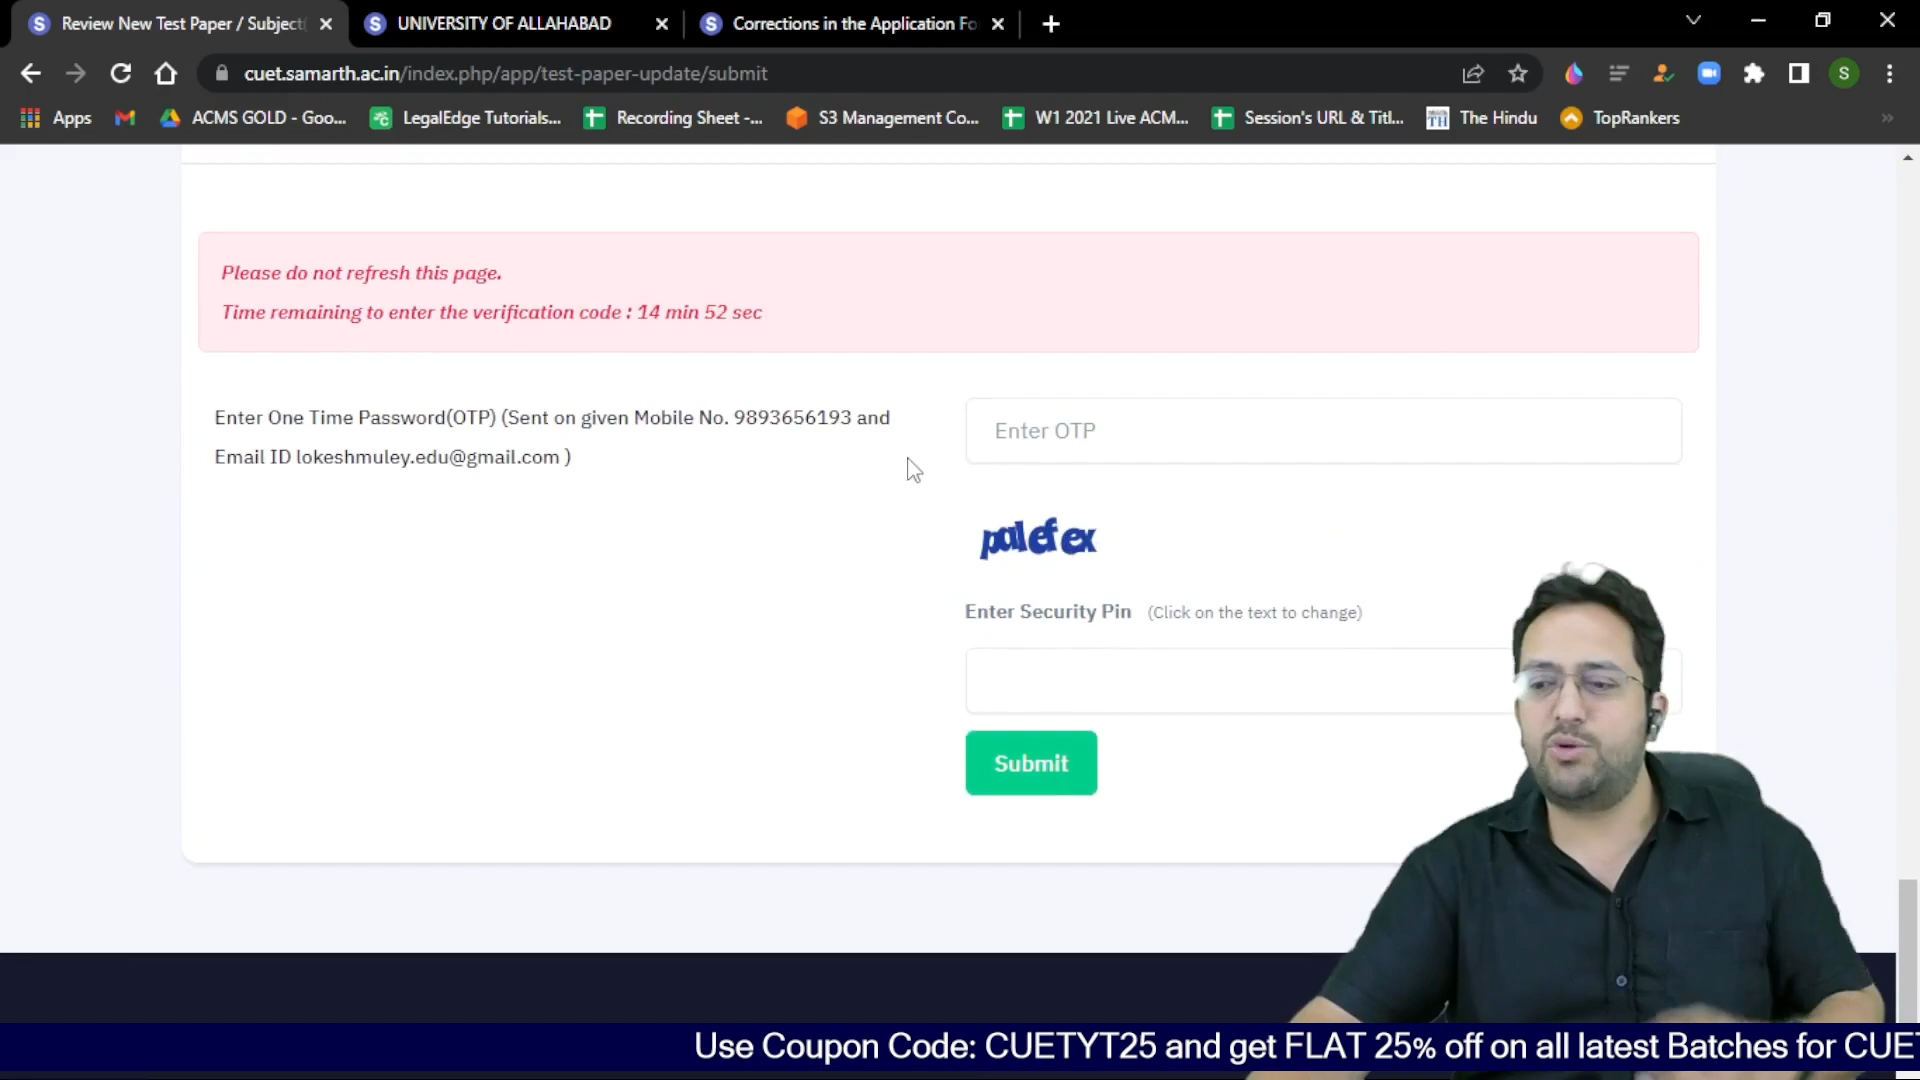 Review New Test Paper / Subject(
UNIVERSITY OF ALLAHABAD
Corrections in the Application Fo
cuet.samarth.ac.in/index.php/app/test-paper-update/submit
S
Apps
ACMS GOLD - Goo...
LegalEdge Tutorials...
Recording Sheet -...
S3 Management Co...
W1 2021 Live ACM...
Session's URL & Titl...
The Hindu
TopRankers
Please do not refresh this page.
Time remaining to enter the verification code : 14 min 52 sec
Enter One Time Password(OTP) (Sent on given Mobile No. 9893656193 and
Email ID lokeshmuley.edu@gmail.com )
Enter OTP
palefex
Enter Security Pin (Click on the text to change)
Submit
Use Coupon Code: CUETYT25 and get FLAT 25% off on all latest Batches for CUET